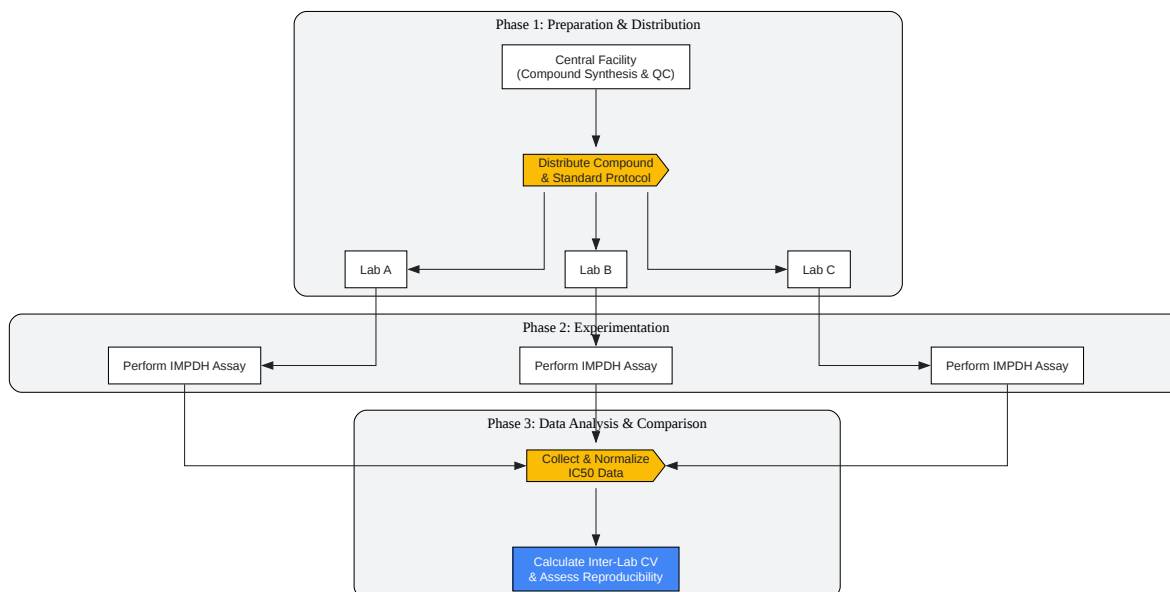 Phase 1: Preparation & Distribution
Central Facility
(Compound Synthesis & QC)
Distribute Compound
& Standard Protocol
Lab A
Lab B
Lab C
Phase 2: Experimentation
Perform IMPDH Assay
Perform IMPDH Assay
Perform IMPDH Assay
Phase 3: Data Analysis & Comparison
Collect & Normalize
IC50 Data
Calculate Inter-Lab CV
& Assess Reproducibility